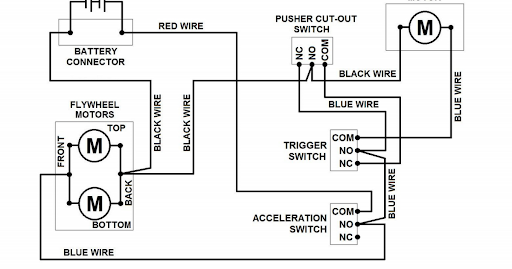 RED WIRE
PUSHER CUT-OUT
SWITCH
M
BATTERY
CONNECTOR
NC
NO
COM
BLACK WIRE
BLUE WIRE
BLUE WIRE
FLYWHEEL
MOTORS
BLACK WIRE
BLACK WIRE
TOP
FRONT
M
BACK
M
BOTTOM
TRIGGER
SWITCH
COM
NO
NC
BLUE WIRE
ACCELERATION
SWITCH
COM
NO
NC
BLUE WIRE